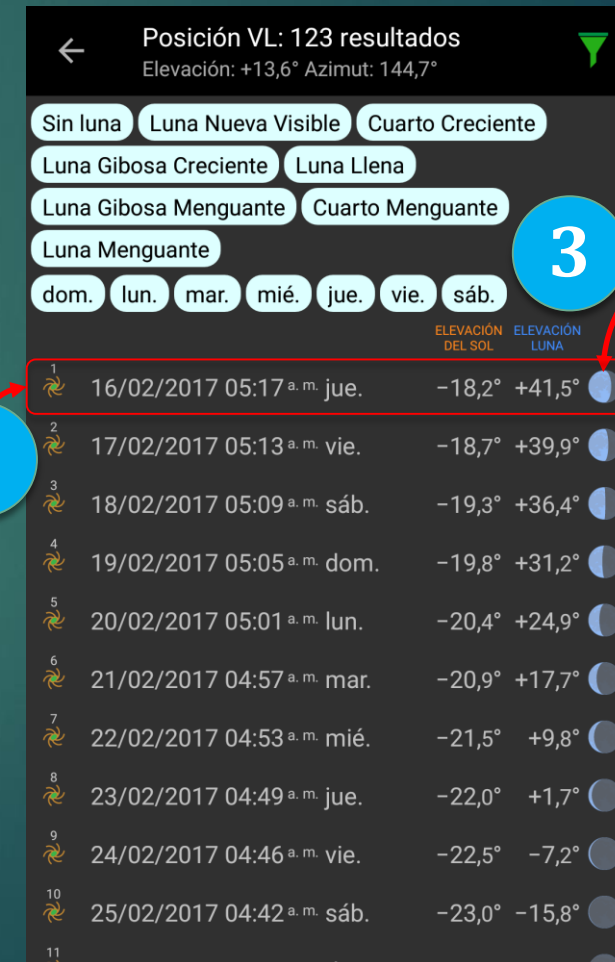 Posición VL: 123 resultados
Elevación: +13,6° Azimut: 144,7°
Sin luna Luna Nueva Visible Cuarto Creciente
Luna Gibosa Creciente Luna Llena
Luna Gibosa Menguante Cuarto Menguante
Luna Menguante
3
dom. lun. mar. mié. jue. vie. sáb.
ELEVACIÓN DEL SOL ELEVACIÓN LUNA
1 16/02/2017 05:17 a. m. jue. −18,2° +41,5°
2 17/02/2017 05:13 a. m. vie. −18,7° +39,9°
3 18/02/2017 05:09 a. m. sáb. −19,3° +36,4°
4 19/02/2017 05:05 a. m. dom. −19,8° +31,2°
5 20/02/2017 05:01 a. m. lun. −20,4° +24,9°
6 21/02/2017 04:57 a. m. mar. −20,9° +17,7°
7 22/02/2017 04:53 a. m. mié. −21,5° +9,8°
8 23/02/2017 04:49 a. m. jue. −22,0° +1,7°
9 24/02/2017 04:46 a. m. vie. −22,5° −7,2°
10 25/02/2017 04:42 a. m. sáb. −23,0° −15,8°
11